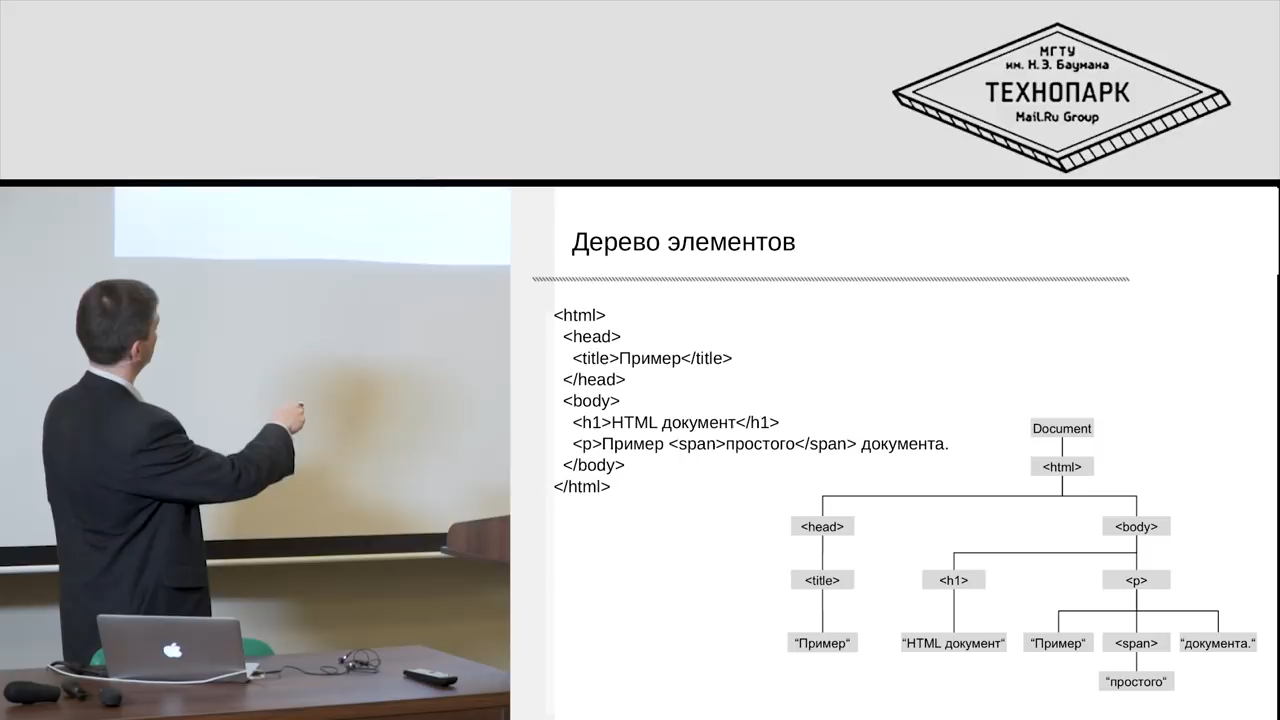 МГТУ
им. Н.Э. Баумана
ТЕХНОПАРК
Mail.Ru Group
Дерево элементов
<html>
<head>
<title>Пример</title>
</head>
<body>
<h1>HTML документ</h1>
<p>Пример <span>простого</span> документа.
</body>
</html>
Document
<html>
<head> <body>
<title> <h1> <p>
"Пример" "HTML документ" "Пример" <span> "документа."
"простого"